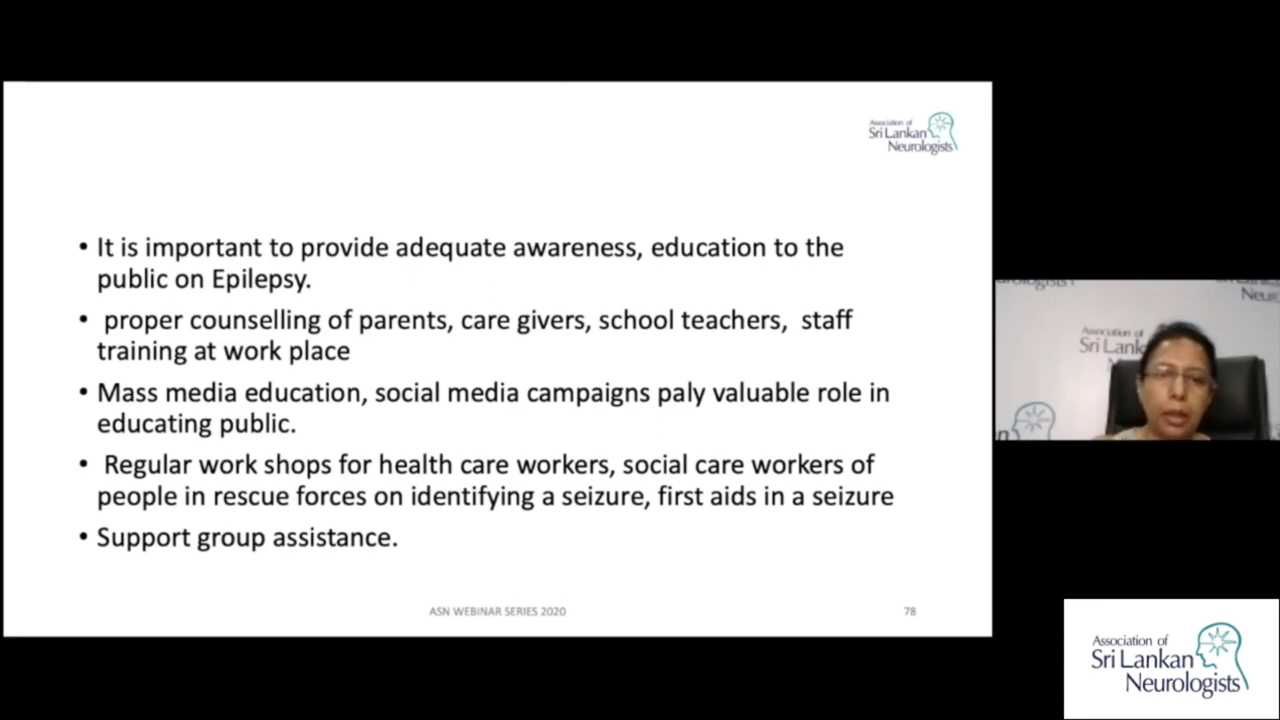 Association of
Sri Lankan
Neurologists
• It is important to provide adequate awareness, education to the
public on Epilepsy.
• proper counselling of parents, care givers, school teachers, staff
training at work place
• Mass media education, social media campaigns paly valuable role in
educating public.
• Regular work shops for health care workers, social care workers of
people in rescue forces on identifying a seizure, first aids in a seizure
• Support group assistance.
ASN WEBINAR SERIES 2020
78
Association of
Sri Lank
Association of
Sri Lankan
Neurologists